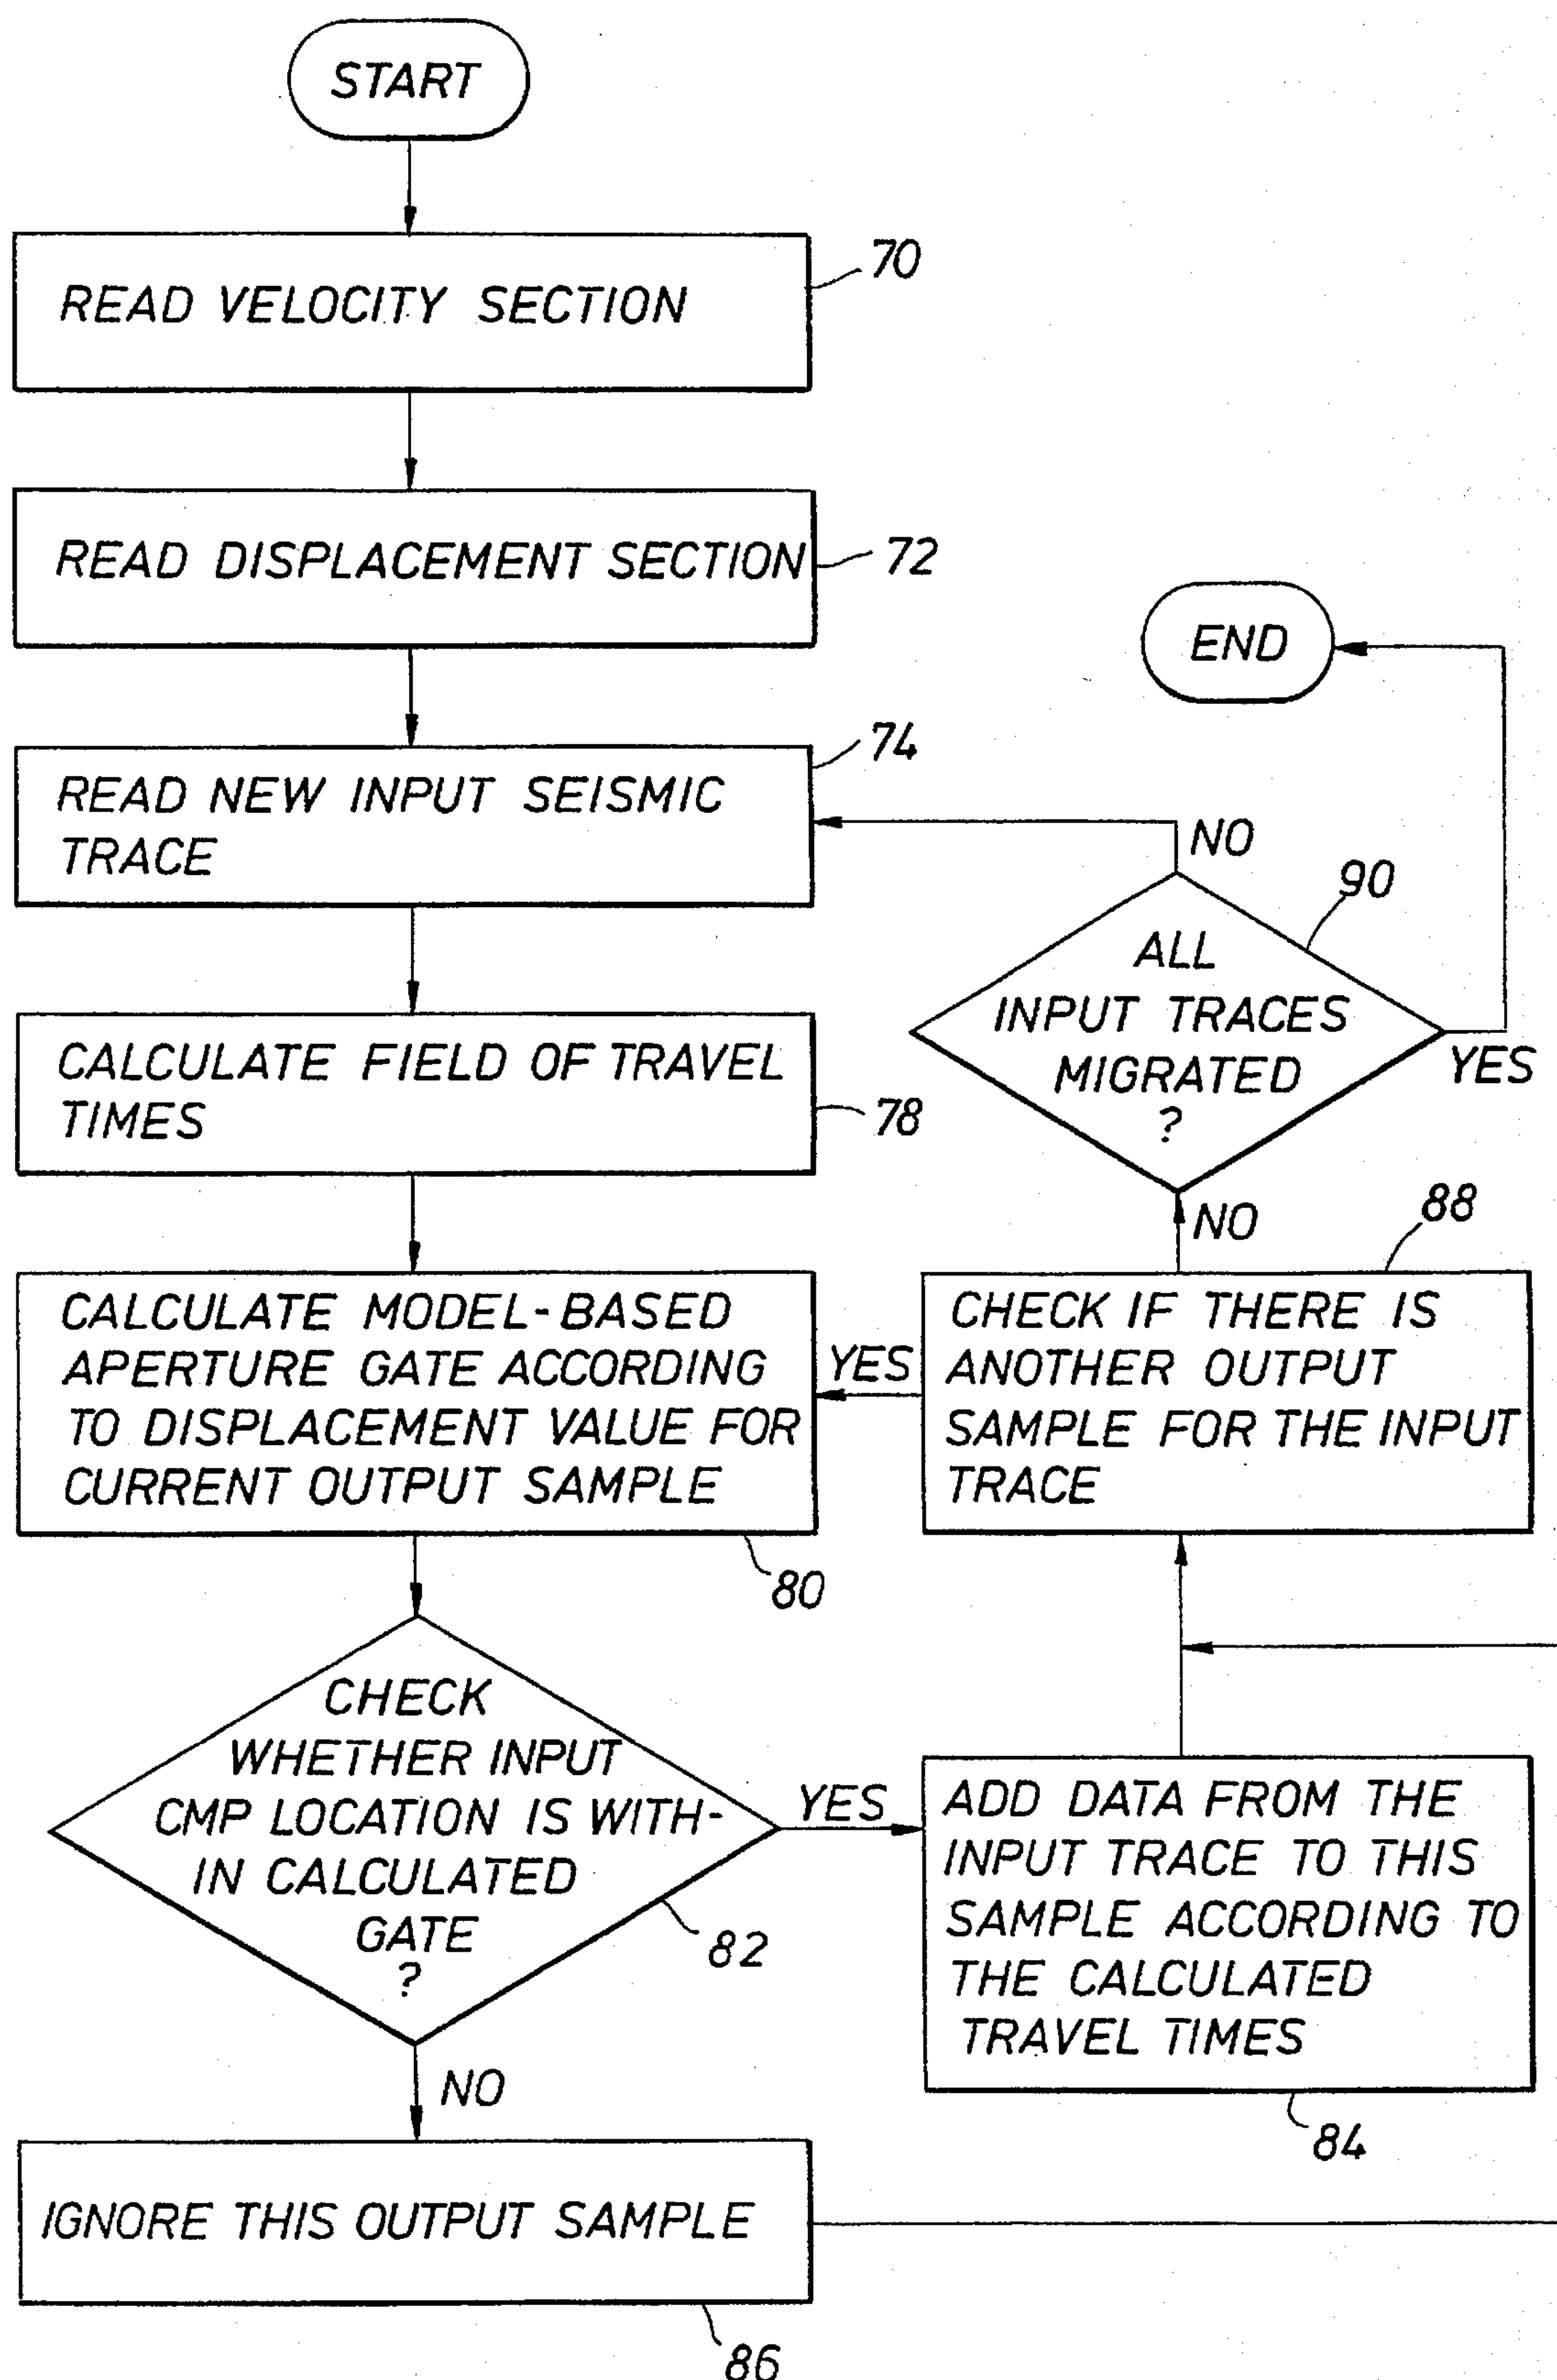 START
READ VELOCITY SECTION
70
READ DISPLACEMENT SECTION
72
END
READ NEW INPUT SEISMIC
TRACE
74
NO
90
ALL
INPUT TRACES
MIGRATED
?
YES
CALCULATE FIELD OF TRAVEL
TIMES
78
NO
88
CALCULATE MODEL-BASED
APERTURE GATE ACCORDING
TO DISPLACEMENT VALUE FOR
CURRENT OUTPUT SAMPLE
80
YES
CHECK IF THERE IS
ANOTHER OUTPUT
SAMPLE FOR THE INPUT
TRACE
CHECK
WHETHER INPUT
CMP LOCATION IS WITH-
IN CALCULATED
GATE
?
82
YES
ADD DATA FROM THE
INPUT TRACE TO THIS
SAMPLE ACCORDING TO
THE CALCULATED
TRAVEL TIMES
84
NO
IGNORE THIS OUTPUT SAMPLE
86